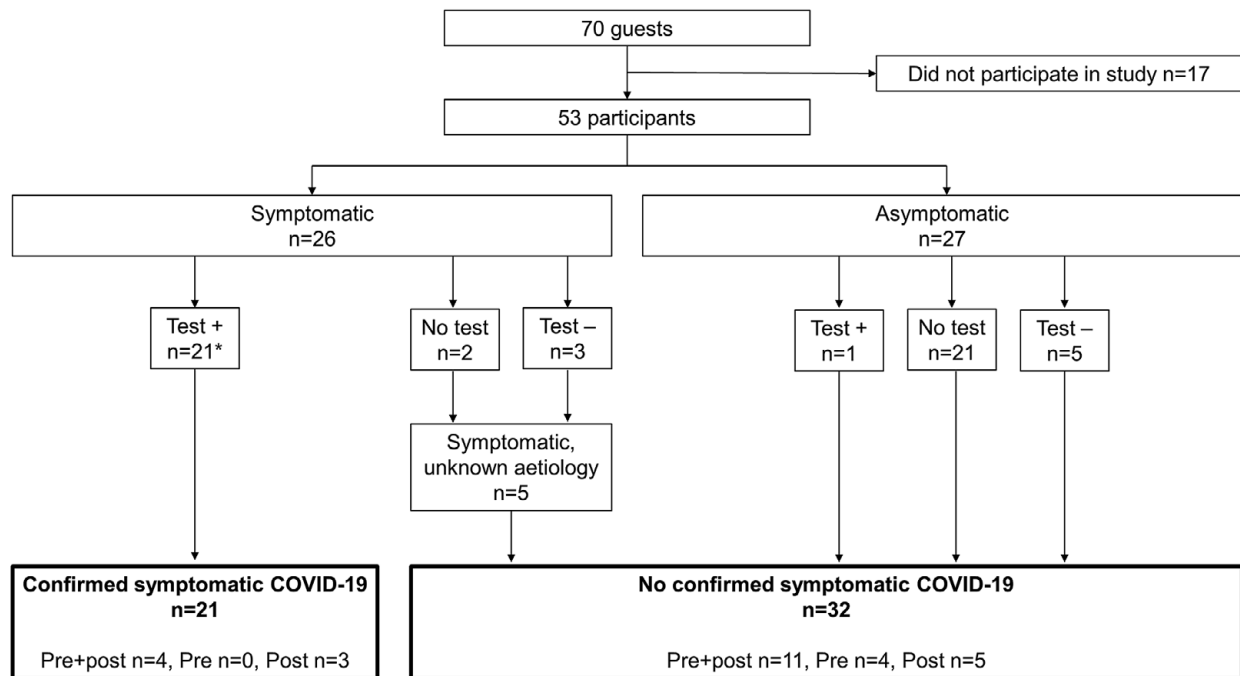 70 guests
Did not participate in study n=17
53 participants
Symptomatic
n=26
Asymptomatic
n=27
Test +
n=21*
No test
n=2
Test –
n=3
Test +
n=1
No test
n=21
Test –
n=5
Symptomatic,
unknown aetiology
n=5
Confirmed symptomatic COVID-19
n=21
Pre+post n=4, Pre n=0, Post n=3
No confirmed symptomatic COVID-19
n=32
Pre+post n=11, Pre n=4, Post n=5